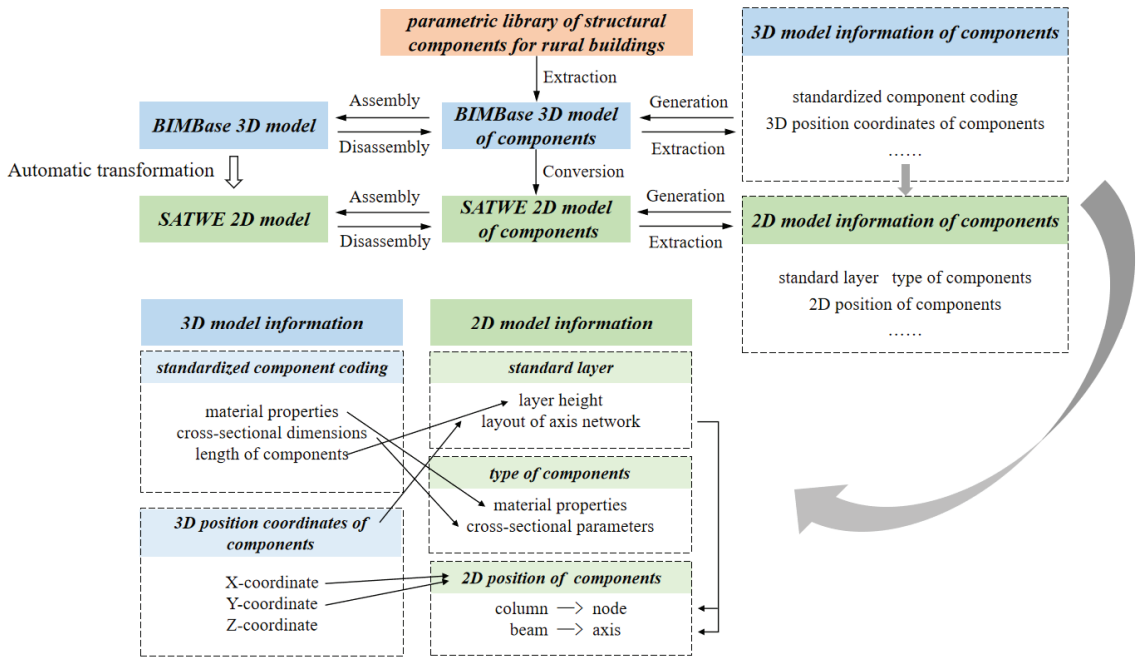 parametric library of structural
components for rural buildings
3D model information of components
Extraction
standardized component coding
3D position coordinates of components
......
BIMBase 3D model
Assembly
Disassembly
BIMBase 3D model
of components
Generation
Extraction
Automatic transformation
Conversion
SATWE 2D model
Assembly
Disassembly
SATWE 2D model
of components
Generation
Extraction
2D model information of components
standard layer type of components
2D position of components
......
3D model information
standardized component coding
material properties
cross-sectional dimensions
length of components
3D position coordinates of
components
X-coordinate
Y-coordinate
Z-coordinate
2D model information
standard layer
layer height
layout of axis network
type of components
material properties
cross-sectional parameters
2D position of components
column —> node
beam —> axis